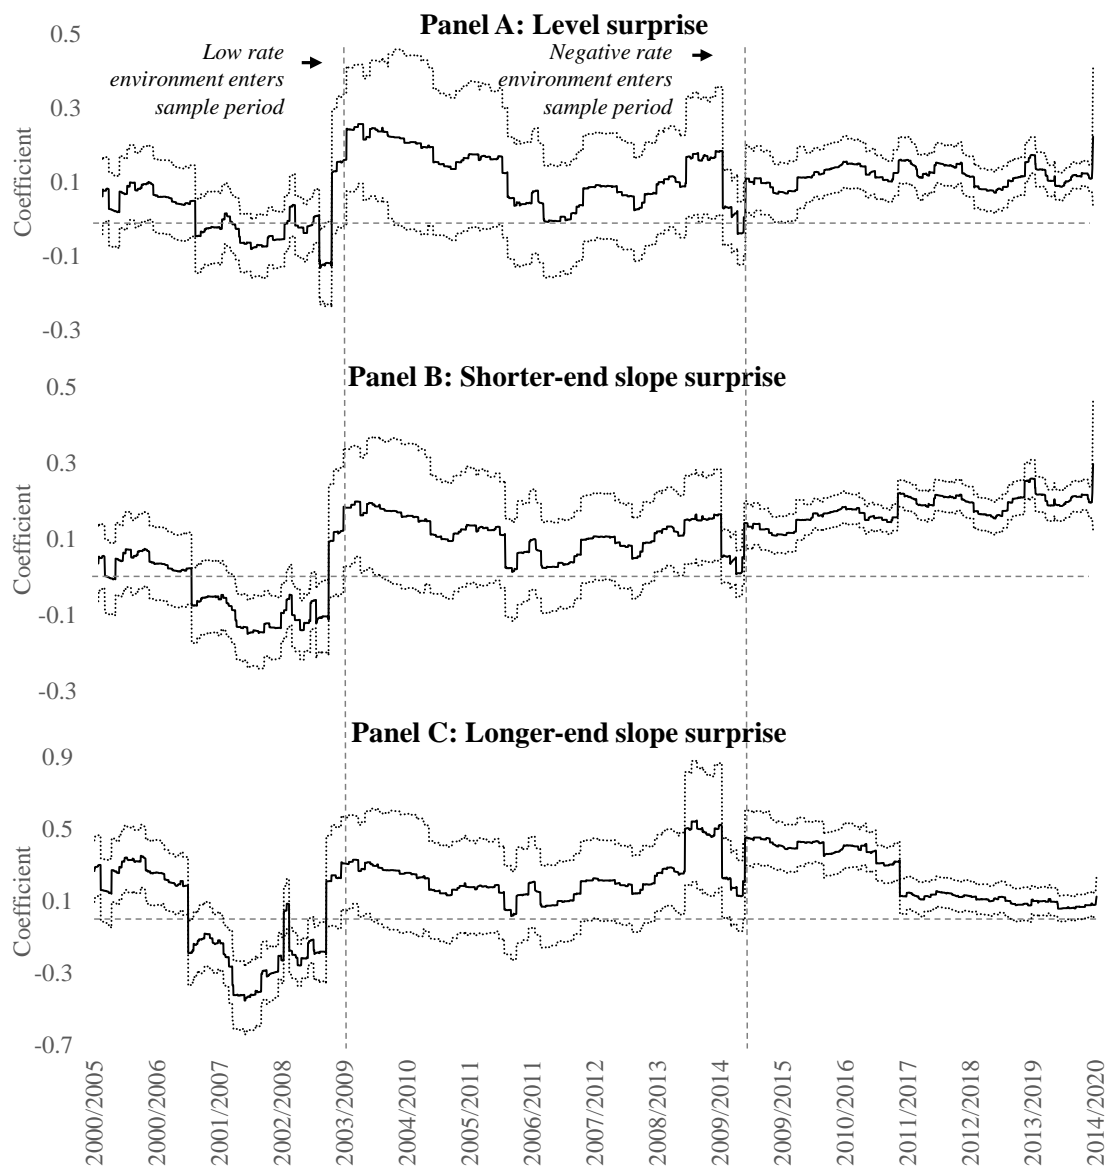 Panel A: Level surprise
0.5
0.3
0.1
-0.1
-0.3
Coefficient
Low rate
environment enters
sample period
Negative rate
environment enters
sample period
Panel B: Shorter-end slope surprise
0.5
0.3
0.1
-0.1
-0.3
Coefficient
Panel C: Longer-end slope surprise
0.9
0.5
0.1
-0.3
-0.7
Coefficient
2000/2005
2000/2006
2001/2007
2002/2008
2003/2009
2004/2010
2005/2011
2006/2011
2007/2012
2008/2013
2009/2014
2009/2015
2010/2016
2011/2017
2012/2018
2013/2019
2014/2020